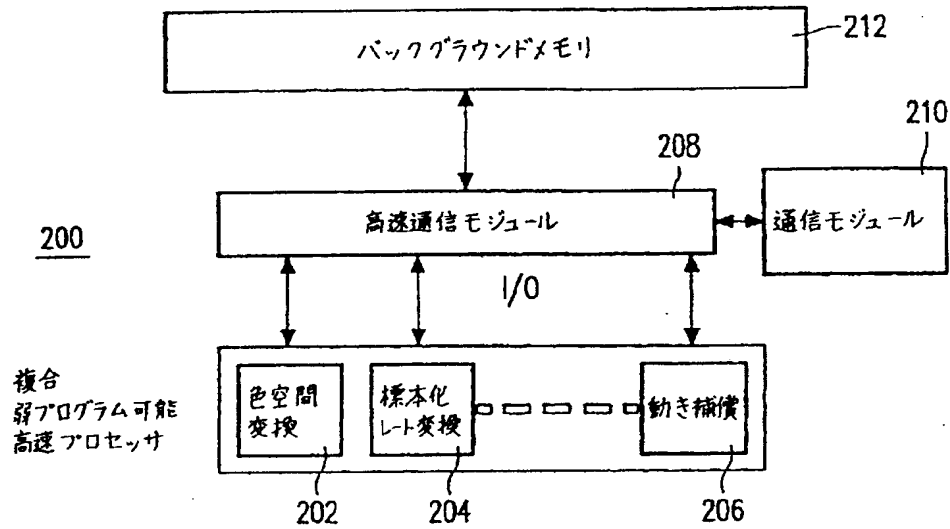 バックグラウンドメモリ
212
210
208
高速通信モジュール
通信モジュール
200
I/O
複合
弱プログラム可能
高速プロセッサ
色空間
変換
標本化
レート変換
動き補償
202
204
206